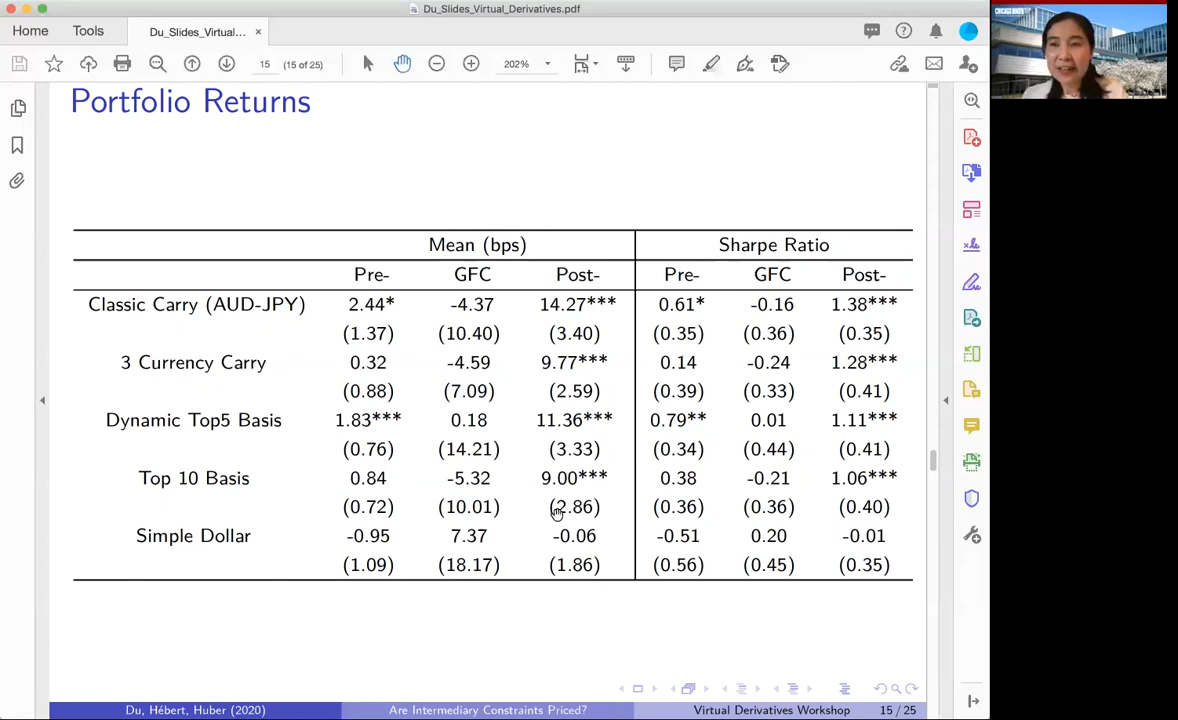 Du_Slides_Virtual_Derivatives.pdf
Home Tools Du_Slides_Virtual... ×
15 (15 of 25) 202%
CHICAGO BOOTH
Portfolio Returns
Mean (bps) Sharpe Ratio
Pre- GFC Post- Pre- GFC Post-
Classic Carry (AUD-JPY) 2.44* -4.37 14.27*** 0.61* -0.16 1.38***
(1.37) (10.40) (3.40) (0.35) (0.36) (0.35)
3 Currency Carry 0.32 -4.59 9.77*** 0.14 -0.24 1.28***
(0.88) (7.09) (2.59) (0.39) (0.33) (0.41)
Dynamic Top5 Basis 1.83*** 0.18 11.36*** 0.79** 0.01 1.11***
(0.76) (14.21) (3.33) (0.34) (0.44) (0.41)
Top 10 Basis 0.84 -5.32 9.00*** 0.38 -0.21 1.06***
(0.72) (10.01) (2.86) (0.36) (0.36) (0.40)
Simple Dollar -0.95 7.37 -0.06 -0.51 0.20 -0.01
(1.09) (18.17) (1.86) (0.56) (0.45) (0.35)
Du, Hébert, Huber (2020) Are Intermediary Constraints Priced? Virtual Derivatives Workshop 15 / 25